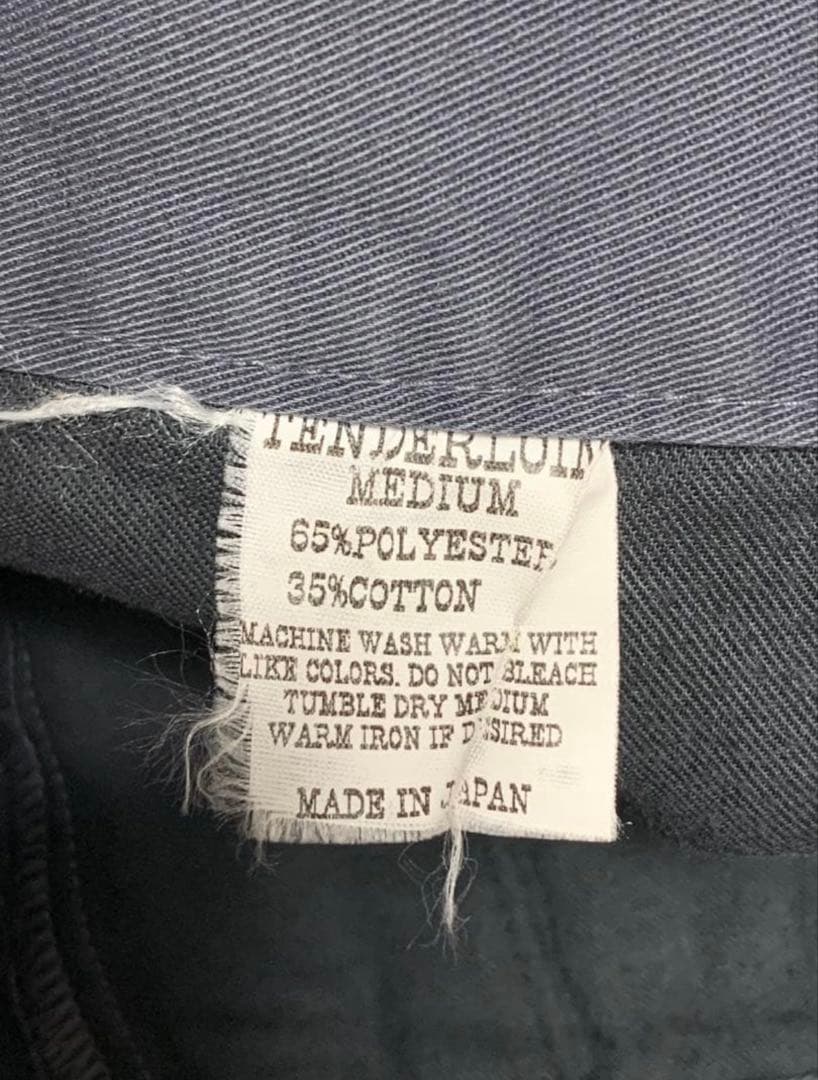 TENDERLOIN
MEDIUM
65%POLYESTER
35%COTTON
MACHINE WASH WARM WITH
LIKE COLORS. DO NOT BLEACH
TUMBLE DRY MEDIUM
WARM IRON IF DESIRED
MADE IN JAPAN